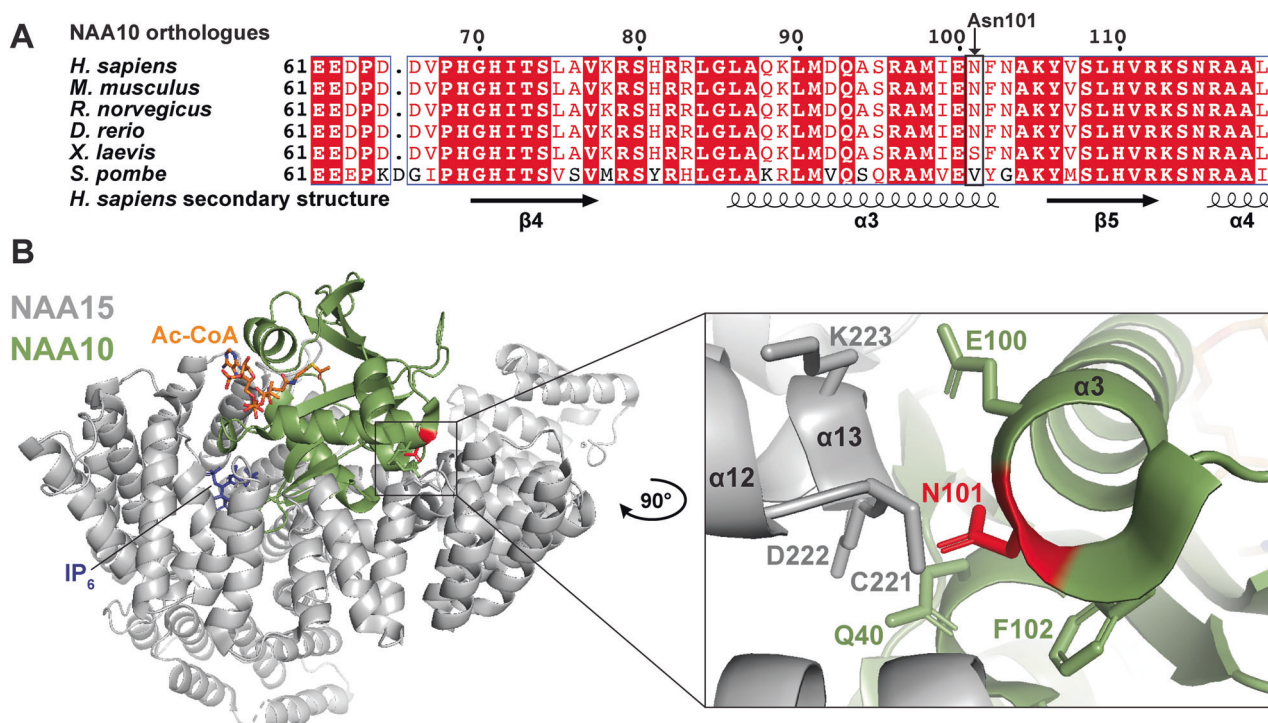 A
NAA10 orthologues
Asn101
70 80 90 100 110
H. sapiens 61 EEDPD.DVPHGHITSLAVKRSHRRLGLAQKLMDQASRAMIENFNAKYVSLHVRKSNRAAL
M. musculus 61 EEDPD.DVPHGHITSLAVKRSHRRLGLAQKLMDQASRAMIENFNAKYVSLHVRKSNRAAL
R. norvegicus 61 EEDPD.DVPHGHITSLAVKRSHRRLGLAQKLMDQASRAMIENFNAKYVSLHVRKSNRAAL
D. rerio 61 EEDPD.DVPHGHITSLAVKRSHRRLGLAQKLMDQASRAMIENFNAKYVSLHVRKSNRAAL
X. laevis 61 EEDPD.DVPHGHITSLAVKRSHRRLGLAQKLMDQASRAMIESFNAKYVSLHVRKSNRAAL
S. pombe 61 EEEPKDGIPHGHITSVSVMRSYRHLGLAKRLMVQSQRAMVEVYGAKYMSLHVRKSNRAAI
H. sapiens secondary structure
β4 α3 β5 α4
B
NAA15
NAA10
Ac-CoA
IP6
90°
K223
E100
α3
α13
α12
N101
D222
C221
Q40
F102